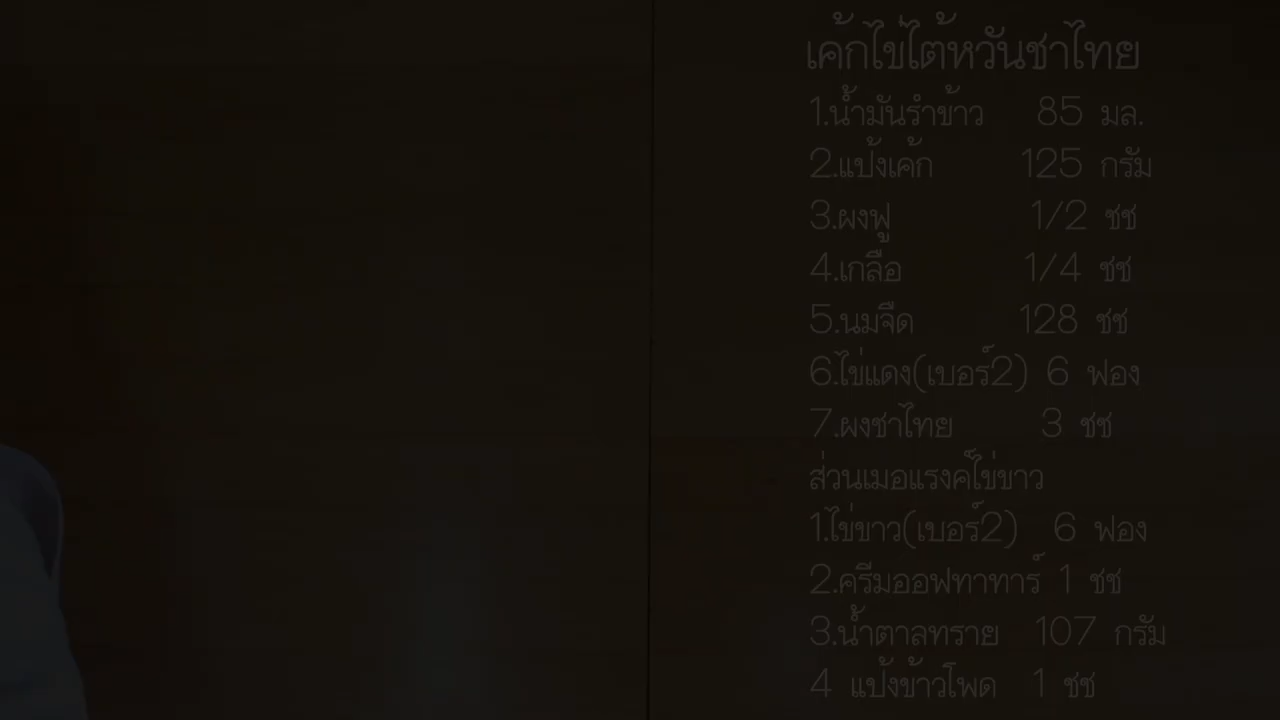 เค้กไข่ไต้หวันชาไทย
1.น้ำมันรำข้าว 85 มล.
2.แป้งเค้ก 125 กรัม
3.ผงฟู 1/2 ชช
4.เกลือ 1/4 ชช
5.นมจืด 128 ชช
6.ไข่แดง(เบอร์2) 6 ฟอง
7.ผงชาไทย 3 ชช
ส่วนเมอแรงค์ไข่ขาว
1.ไข่ขาว(เบอร์2) 6 ฟอง
2.ครีมออฟทาทาร์ 1 ชช
3.น้ำตาลทราย 107 กรัม
4 แป้งข้าวโพด 1 ชช